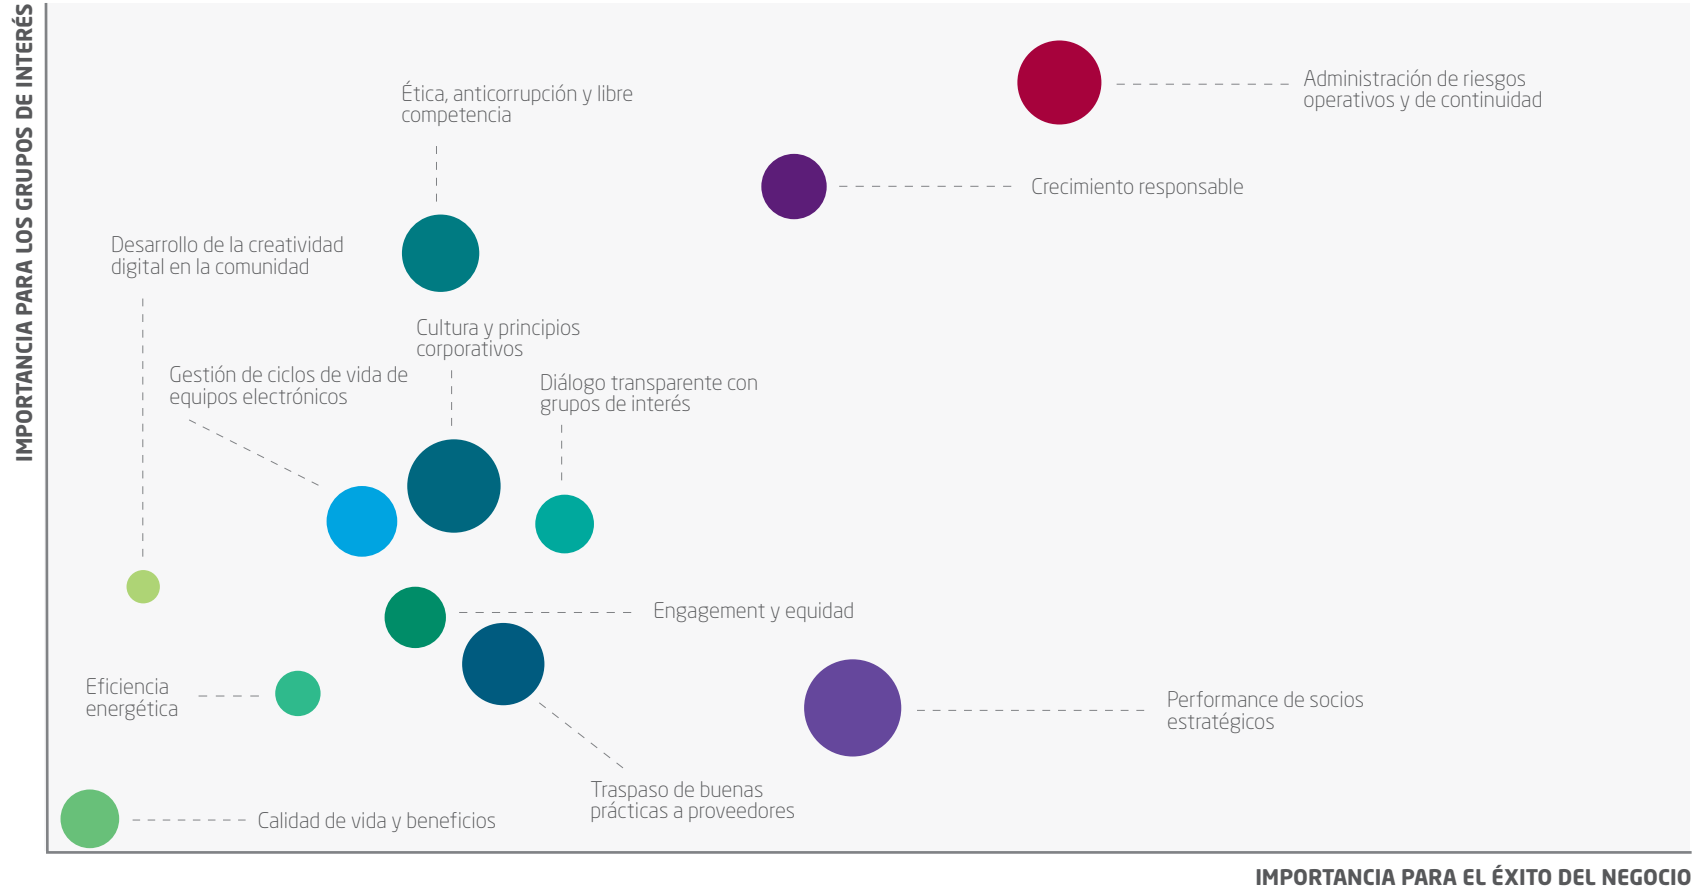 IMPORTANCIA PARA LOS GRUPOS DE INTERÉS
Administración de riesgos
operativos y de continuidad
Ética, anticorrupción y libre
competencia
Crecimiento responsable
Desarrollo de la creatividad
digital en la comunidad
Cultura y principios
corporativos
Gestión de ciclos de vida de
equipos electrónicos
Diálogo transparente con
grupos de interés
Engagement y equidad
Eficiencia
energética
Performance de socios
estratégicos
Traspaso de buenas
prácticas a proveedores
Calidad de vida y beneficios
IMPORTANCIA PARA EL ÉXITO DEL NEGOCIO